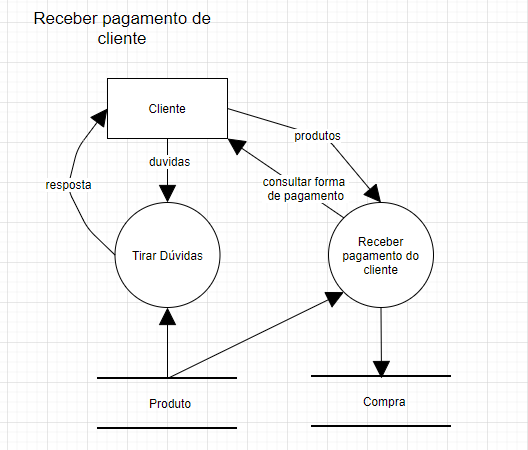 Receber pagamento de
cliente
Cliente
produtos
duvidas
consultar forma
de pagamento
resposta
Tirar Dúvidas
Receber
pagamento do
cliente
Produto
Compra